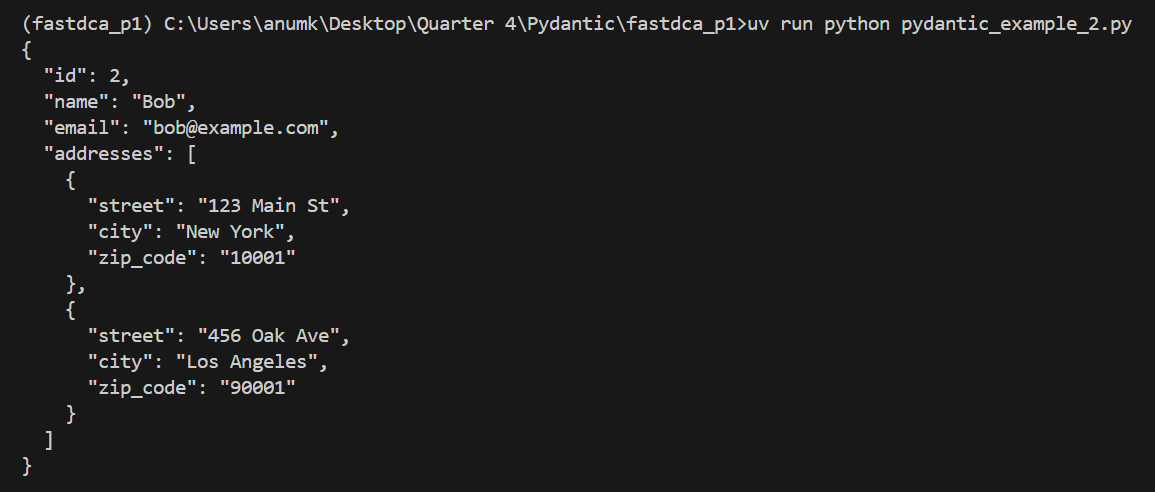 (fastdca_p1) C:\Users\anumk\Desktop\Quarter 4\Pydantic\fastdca_p1>uv run python pydantic_example_2.py
{
  "id": 2,
  "name": "Bob",
  "email": "bob@example.com",
  "addresses": [
    {
      "street": "123 Main St",
      "city": "New York",
      "zip_code": "10001"
    },
    {
      "street": "456 Oak Ave",
      "city": "Los Angeles",
      "zip_code": "90001"
    }
  ]
}